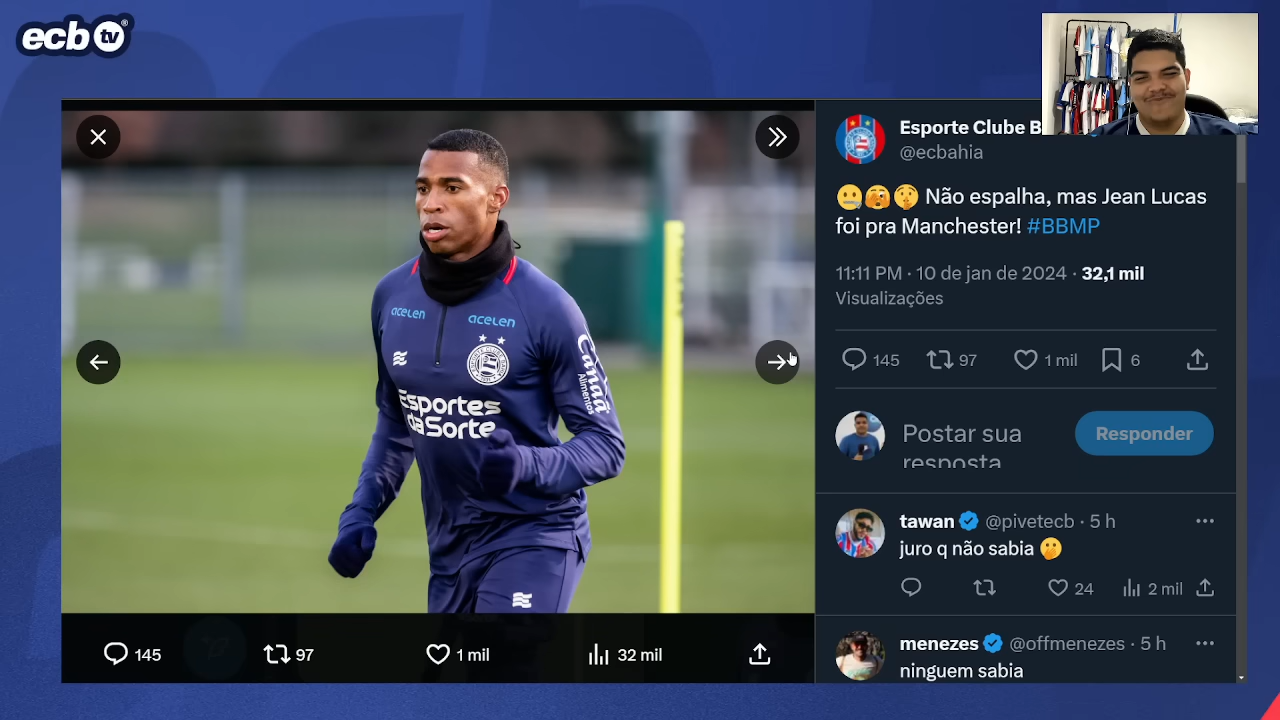 ecb tv
acelen
acelen
Canaã
Alimentos
Esportes
da Sorte
145
97
1 mil
32 mil
Esporte Clube B
@ecbahia
🤐🫣🤫 Não espalha, mas Jean Lucas
foi pra Manchester! #BBMP
11:11 PM · 10 de jan de 2024 · 32,1 mil
Visualizações
145
97
1 mil
6
Postar sua
resposta
Responder
tawan @pivetecb · 5 h
juro q não sabia 🫢
24
2 mil
menezes @offmenezes · 5 h
ninguem sabia